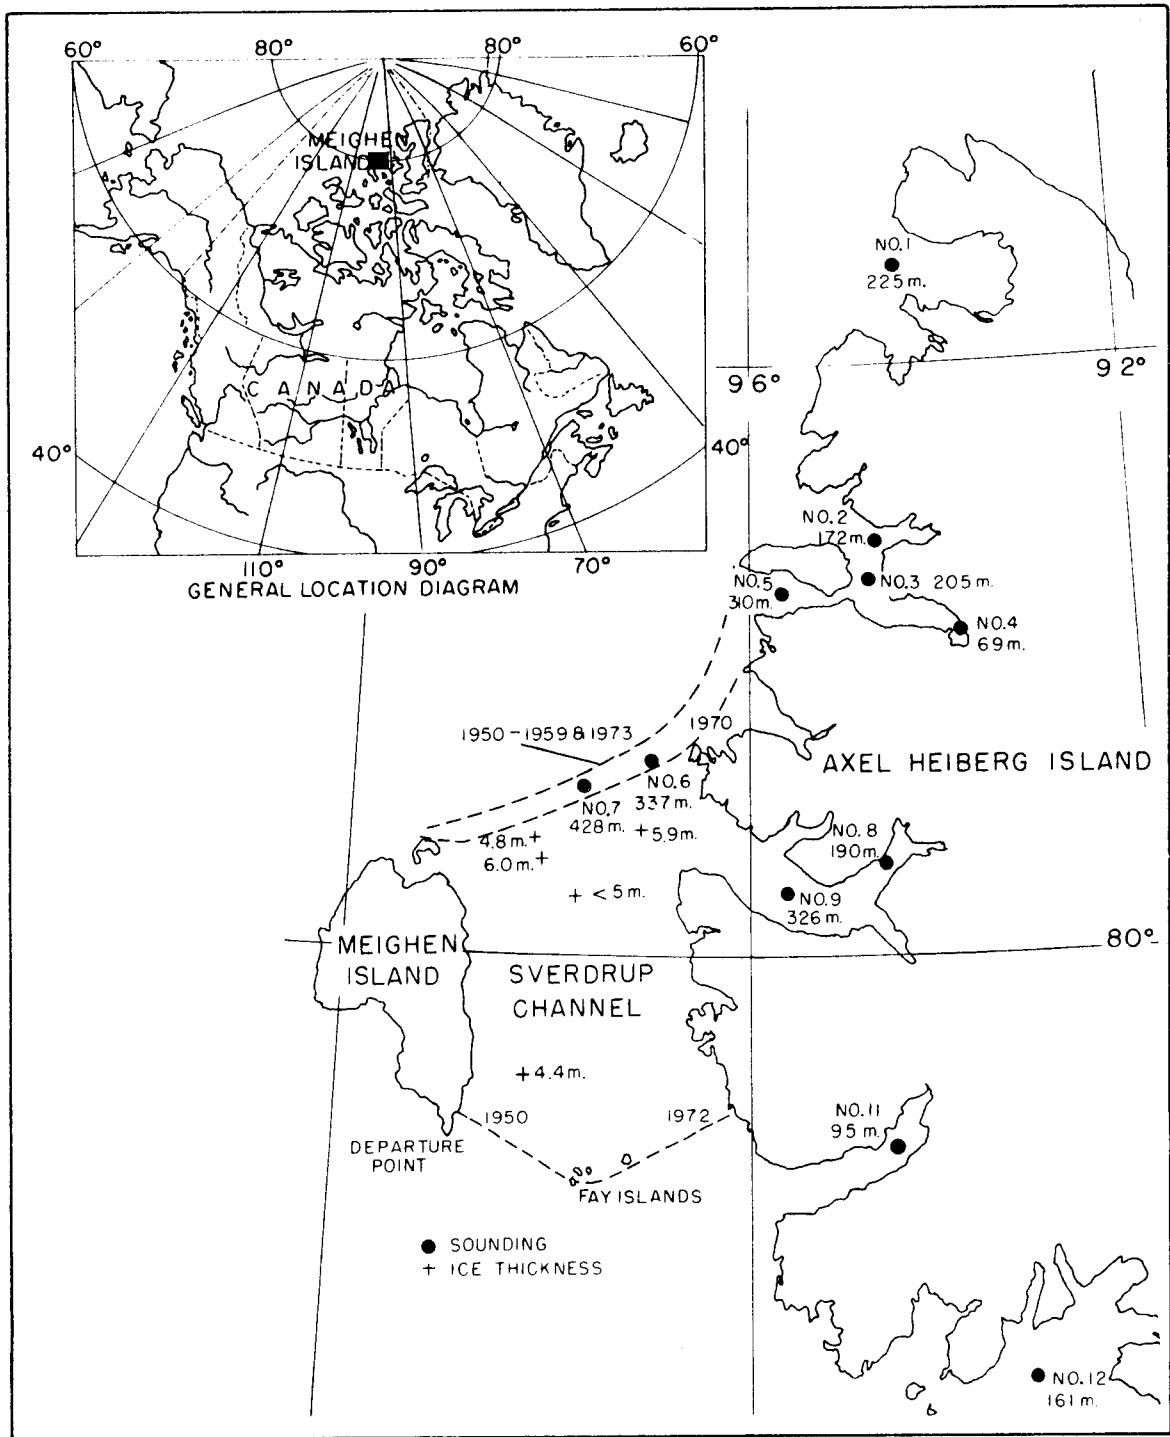 60°
80°
80°
60°
MEIGHEN
ISLAND
CANADA
40°
40°
110°
90°
70°
GENERAL LOCATION DIAGRAM
NO.1
225m.
96°
92°
NO.2
172m.
NO.3 205m.
NO.5
310m.
NO.4
69m.
1970
1950-1959&1973
AXEL HEIBERG ISLAND
NO.6
337m.
NO.7
428m.
+5.9m.
4.8m.+
6.0m.+
NO.8
190m.
+ <5m.
NO.9
326m.
80°
MEIGHEN
ISLAND
SVERDRUP
CHANNEL
+4.4m.
1950
1972
NO.11
95m.
DEPARTURE
POINT
FAY ISLANDS
● SOUNDING
+ ICE THICKNESS
NO.12
161m.